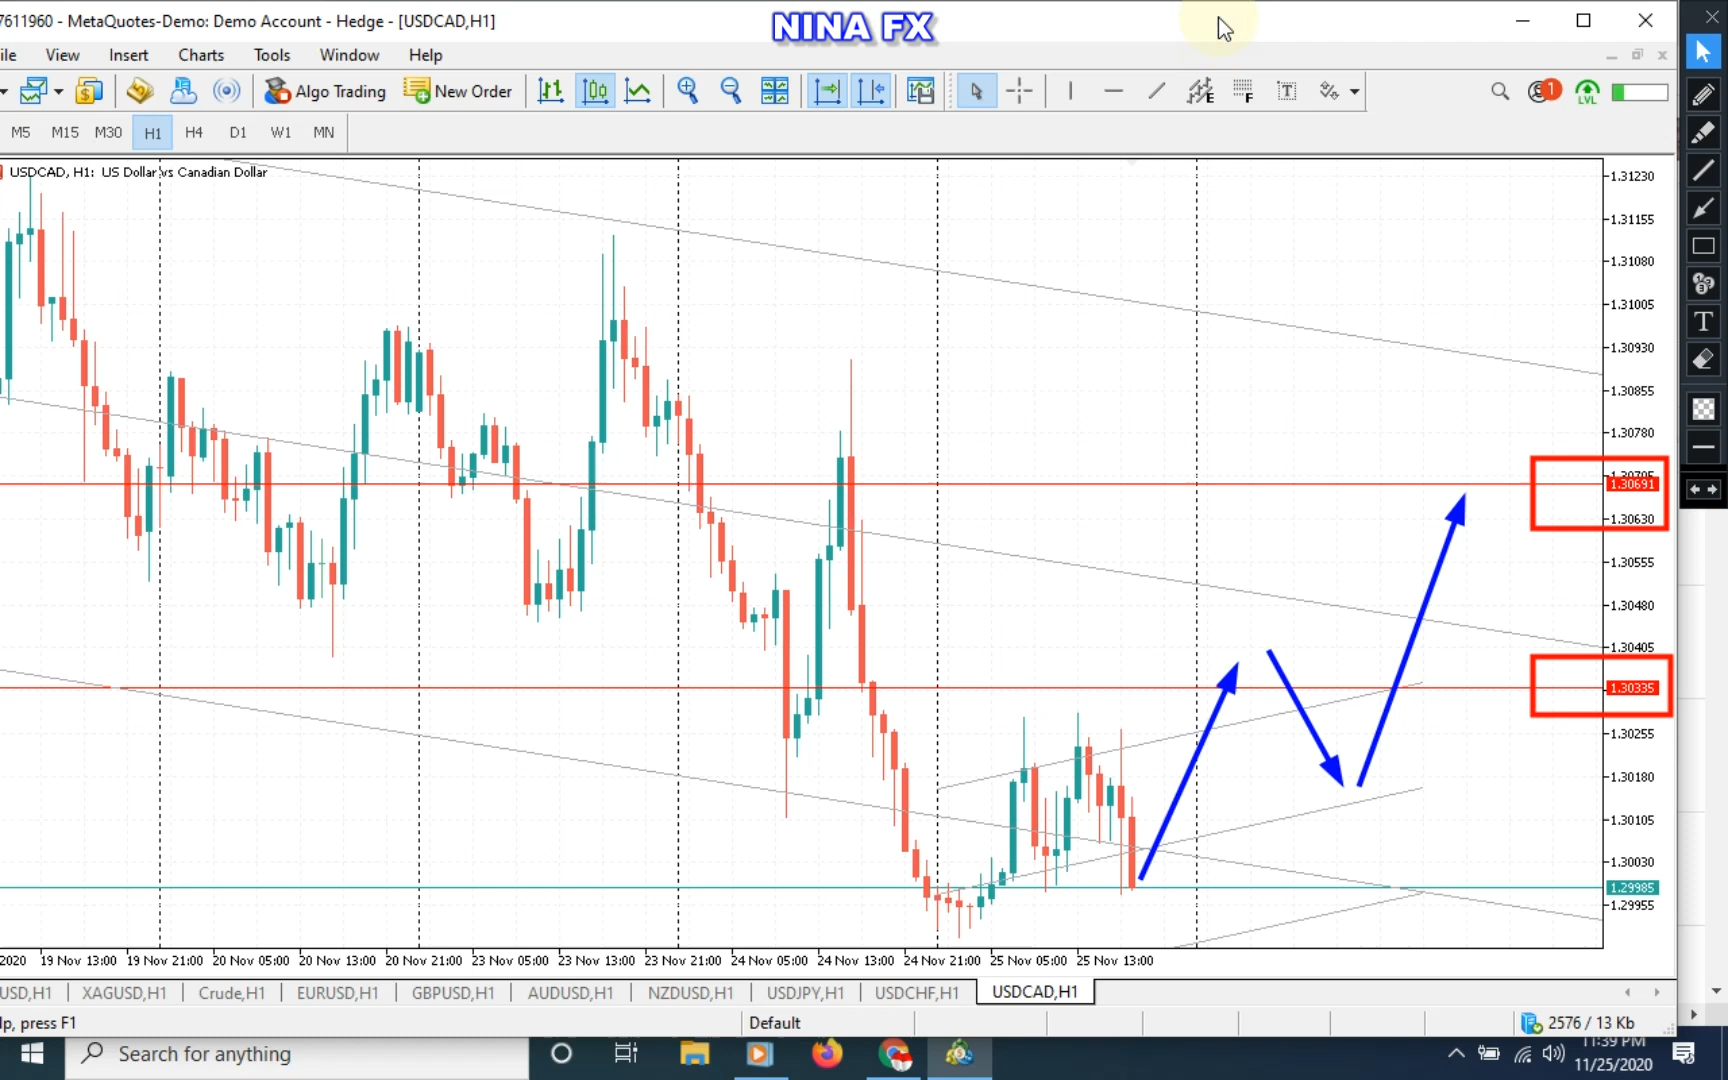 7611960 - MetaQuotes-Demo: Demo Account - Hedge - [USDCAD,H1]
NINA FX
ile View Insert Charts Tools Window Help
Algo Trading New Order E F T 1 LVL
M5 M15 M30 H1 H4 D1 W1 MN
USDCAD, H1: US Dollar vs Canadian Dollar
1.31230
1.31155
1.31080
1.31005
1.30930
1.30855
1.30780
1.30705
1.30691
1.30630
1.30555
1.30480
1.30405
1.30335
1.30255
1.30180
1.30105
1.30030
1.29985
1.29955
2020 19 Nov 13:00 19 Nov 21:00 20 Nov 05:00 20 Nov 13:00 20 Nov 21:00 23 Nov 05:00 23 Nov 13:00 23 Nov 21:00 24 Nov 05:00 24 Nov 13:00 24 Nov 21:00 25 Nov 05:00 25 Nov 13:00
USD,H1 XAGUSD,H1 Crude,H1 EURUSD,H1 GBPUSD,H1 AUDUSD,H1 NZDUSD,H1 USDJPY,H1 USDCHF,H1 USDCAD,H1
lp, press F1 Default 2576 / 13 Kb
Search for anything
11:39 PM
11/25/2020